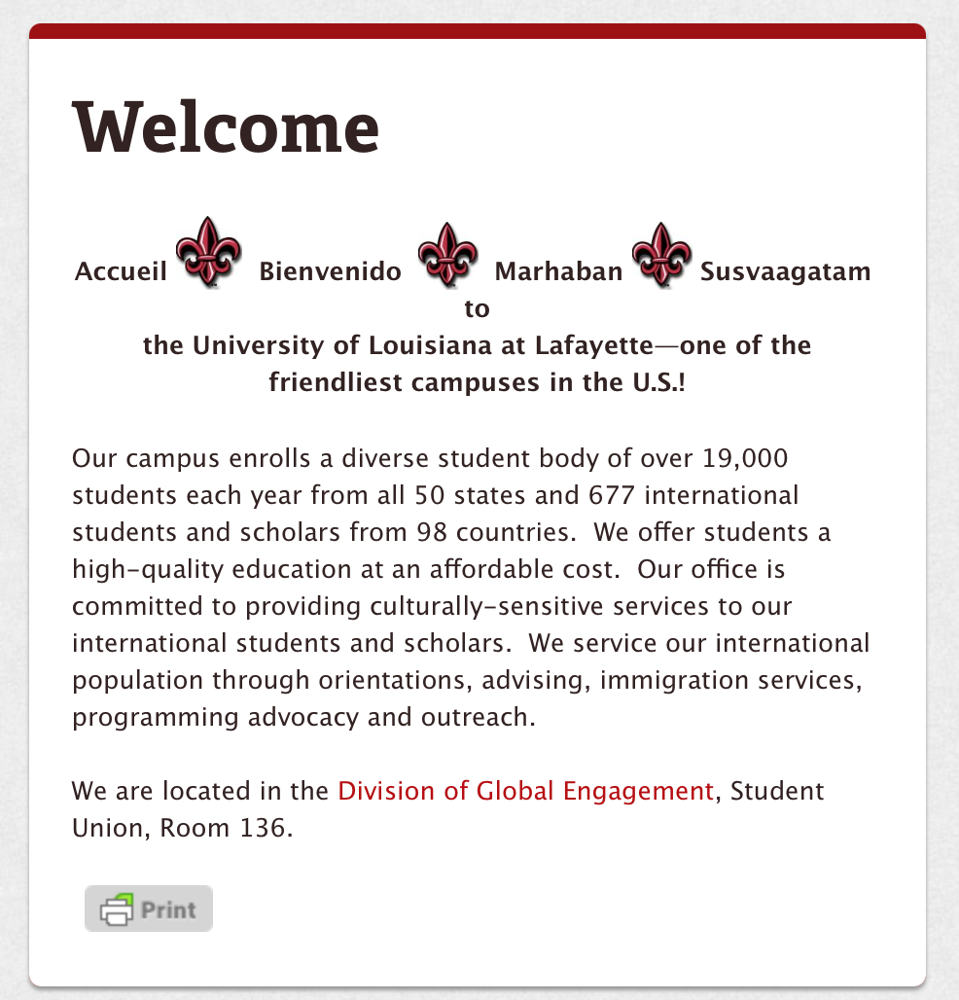 Welcome
Accueil Bienvenido Marhaban Susvaagatam
to
the University of Louisiana at Lafayette—one of the
friendliest campuses in the U.S.!
Our campus enrolls a diverse student body of over 19,000
students each year from all 50 states and 677 international
students and scholars from 98 countries.  We offer students a
high-quality education at an affordable cost.  Our office is
committed to providing culturally-sensitive services to our
international students and scholars.  We service our international
population through orientations, advising, immigration services,
programming advocacy and outreach.
We are located in the Division of Global Engagement, Student
Union, Room 136.
Print